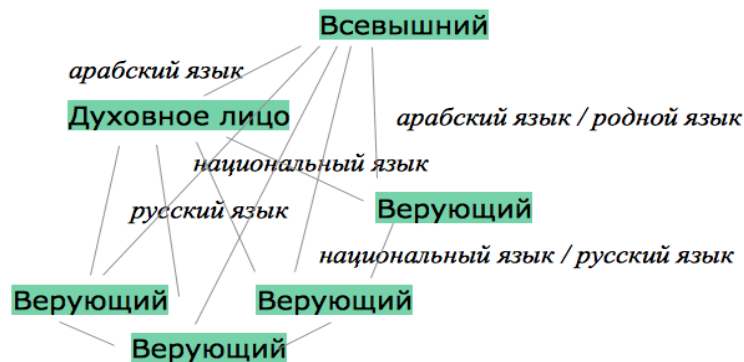 Всевышний
арабский язык
Духовное лицо
арабский язык / родной язык
национальный язык
русский язык
Верующий
национальный язык / русский язык
Верующий
Верующий
Верующий